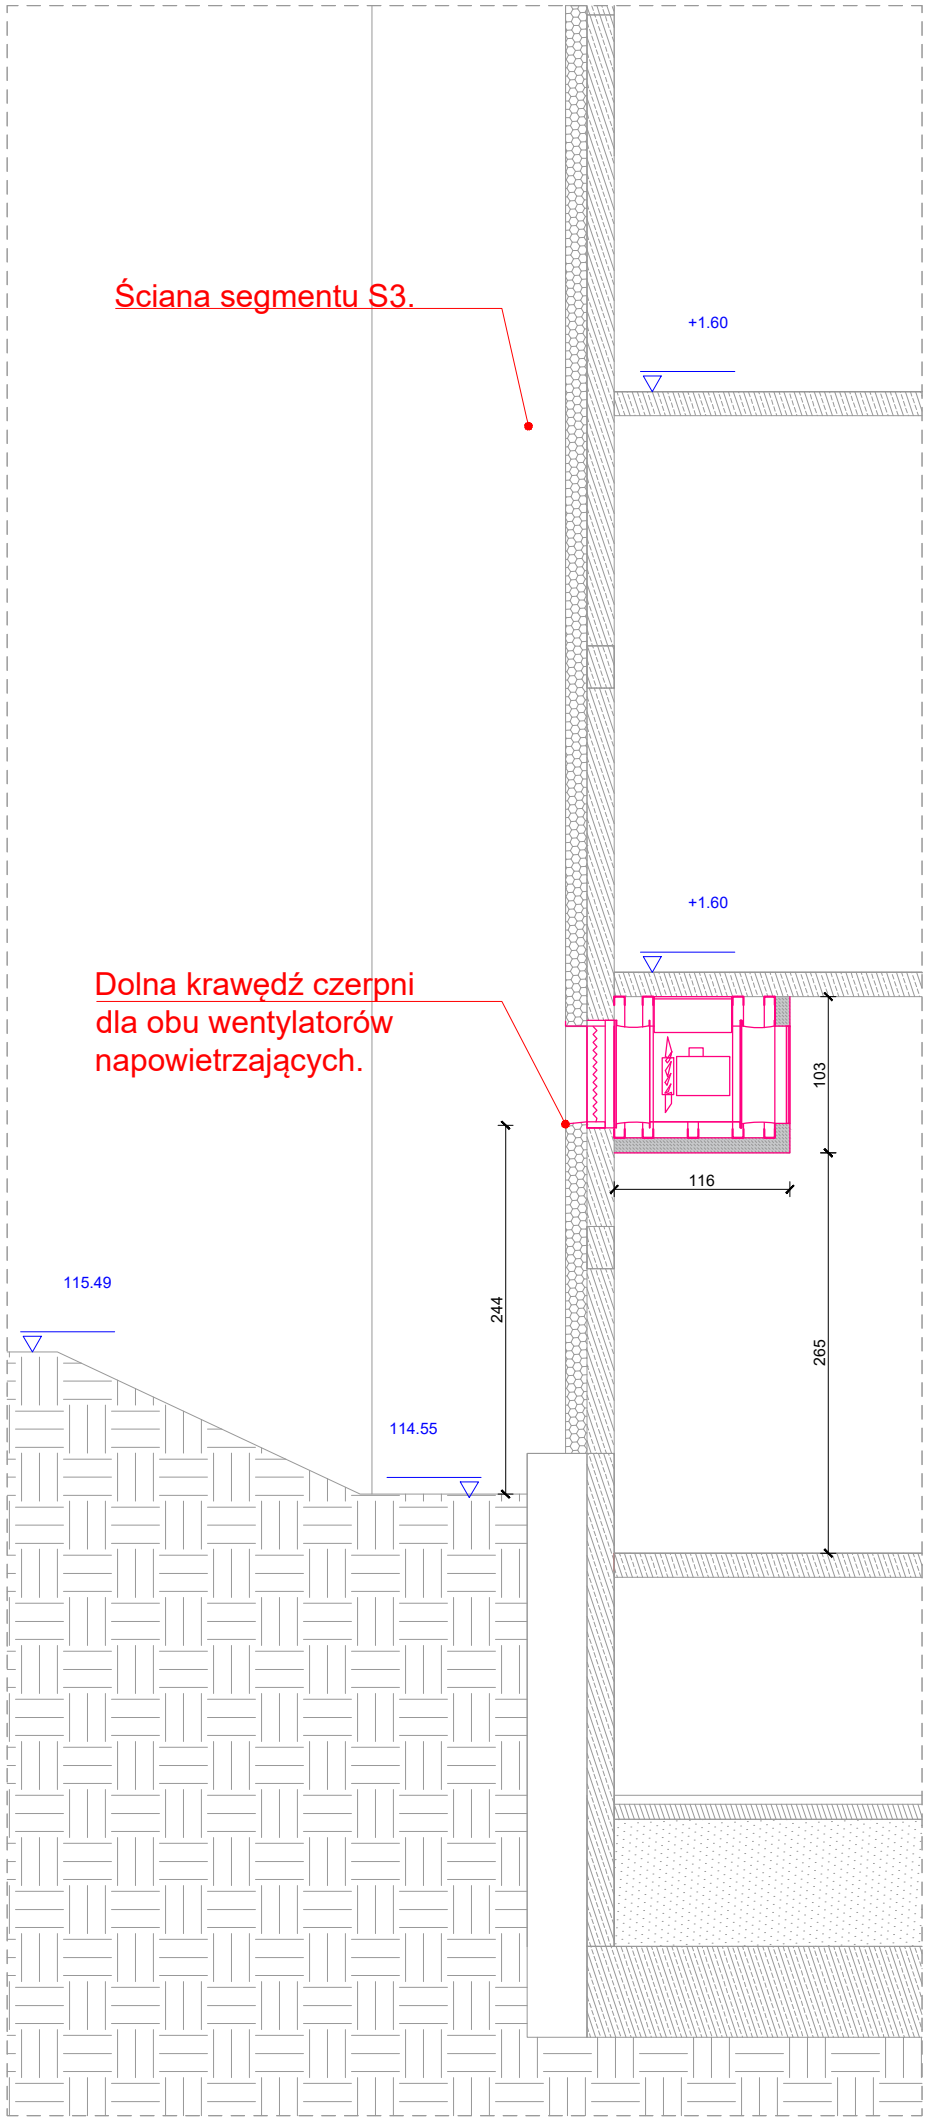 Ściana segmentu S3.
+1.60
+1.60
Dolna krawędź czerpni
dla obu wentylatorów
napowietrzających.
103
116
115.49
244
265
114.55